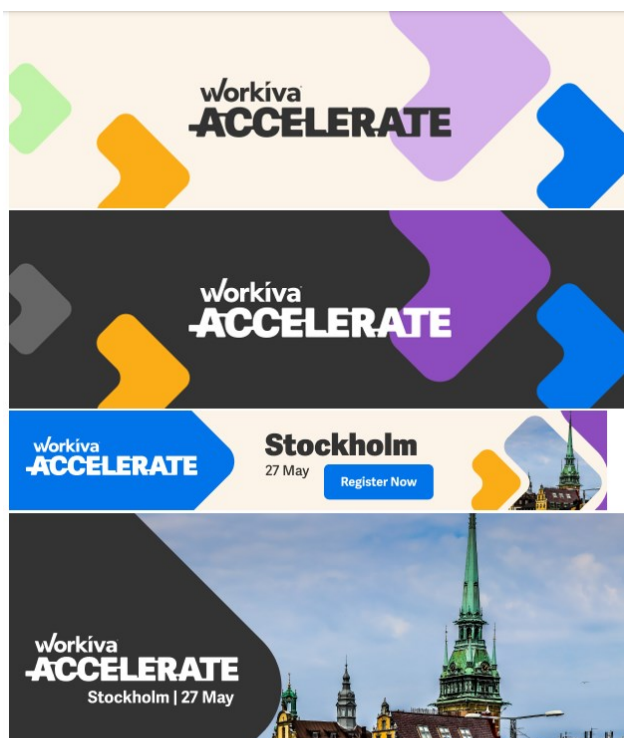 workiva
ACCELERATE
workiva
ACCELERATE
workiva
ACCELERATE
Stockholm
27 May
Register Now
workiva
ACCELERATE
Stockholm | 27 May